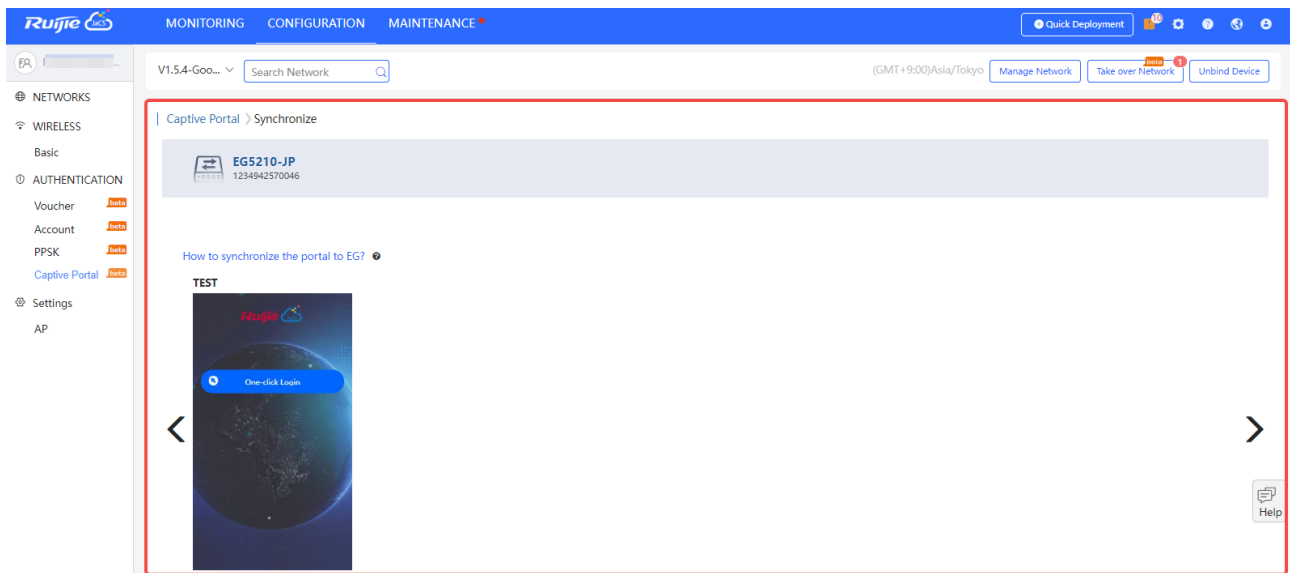 Ruijie JaCS MONITORING CONFIGURATION MAINTENANCE Quick Deployment 10
V1.5.4-Goo... Search Network (GMT+9:00)Asia/Tokyo Manage Network Take over Network beta 1 Unbind Device
NETWORKS
WIRELESS
Basic
AUTHENTICATION
Voucher beta
Account beta
PPSK beta
Captive Portal beta
Settings
AP
Captive Portal > Synchronize
EG5210-JP
1234942570046
How to synchronize the portal to EG?
TEST
Ruijie
One-click Login
Help